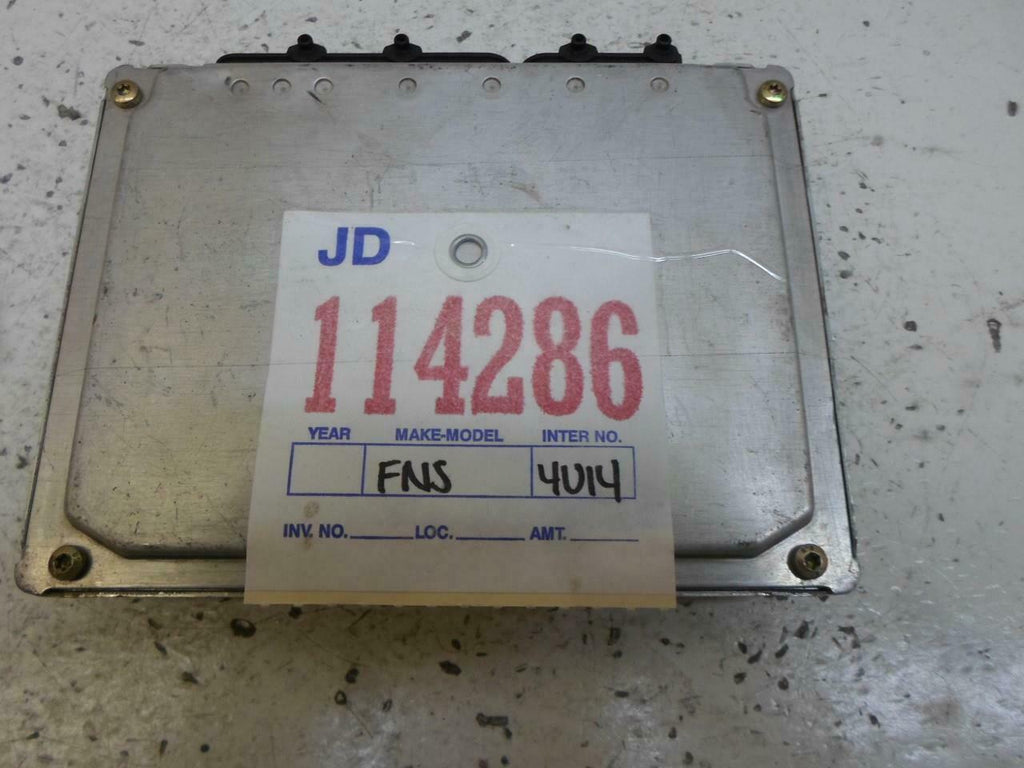 JD
114286
YEAR MAKE-MODEL INTER NO.
FNS 4U14
INV. NO. LOC. AMT.